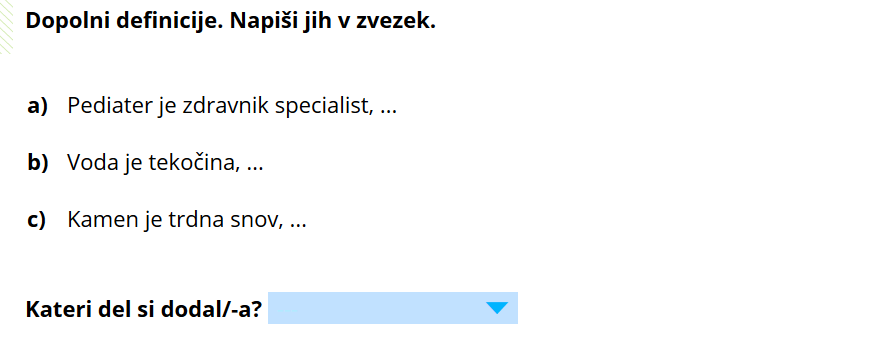 Dopolni definicije. Napiši jih v zvezek.
a) Pediater je zdravnik specialist, ...
b) Voda je tekočina, ...
c) Kamen je trdna snov, ...
Kateri del si dodal/-a?